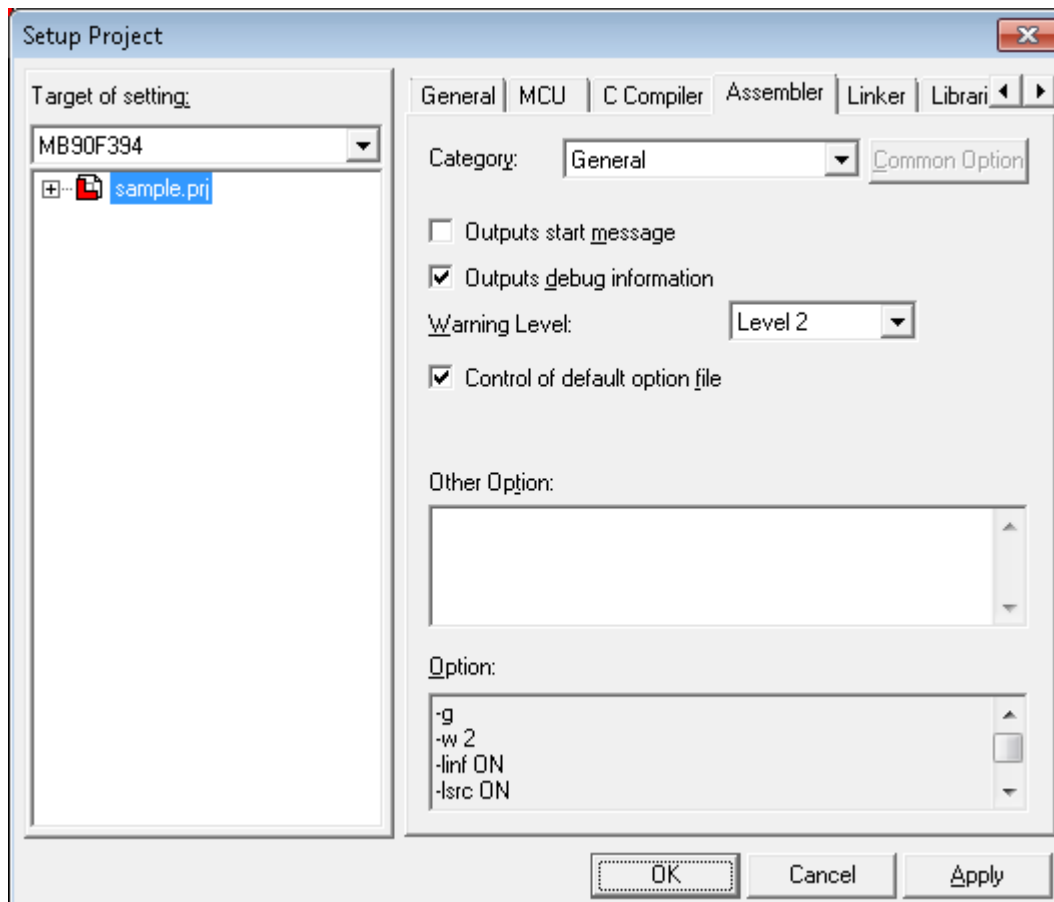 Setup Project
Target of setting:
MB90F394
sample.prj
General MCU C Compiler Assembler Linker Librari
Category: General Common Option
Outputs start message
Outputs debug information
Warning Level: Level 2
Control of default option file
Other Option:
Option:
-g
-w 2
-linf ON
-lsrc ON
OK Cancel Apply